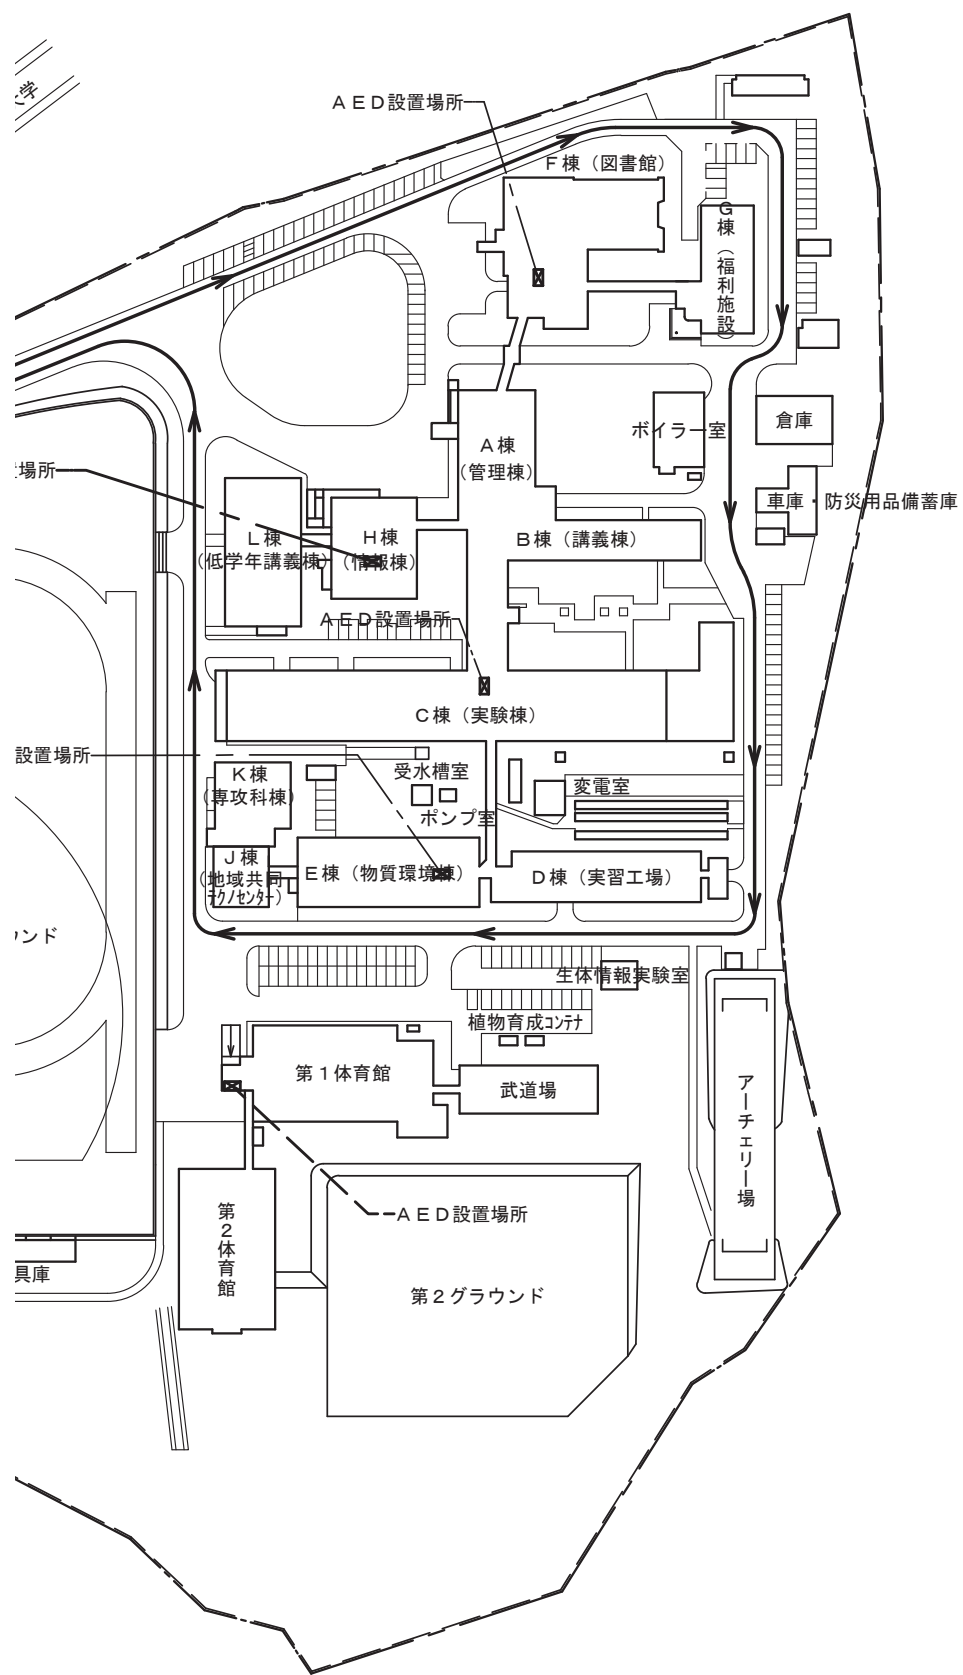 大学
ＡＥＤ設置場所
Ｆ棟（図書館）
Ｇ棟（福利施設）
倉庫
ボイラー室
Ａ棟
（管理棟）
置場所
車庫・防災用品備蓄庫
Ｌ棟
（低学年講義棟）
Ｈ棟
（情報棟）
Ｂ棟（講義棟）
ＡＥＤ設置場所
Ｃ棟（実験棟）
設置場所
受水槽室
Ｋ棟
（専攻科棟）
変電室
ポンプ室
Ｊ棟
（地域共同
ﾃｸﾉｾﾝﾀｰ）
Ｅ棟（物質環境棟）
Ｄ棟（実習工場）
ウンド
生体情報実験室
植物育成ｺﾝﾃﾅ
第１体育館
武道場
アーチェリー場
ＡＥＤ設置場所
第２体育館
具庫
第２グラウンド